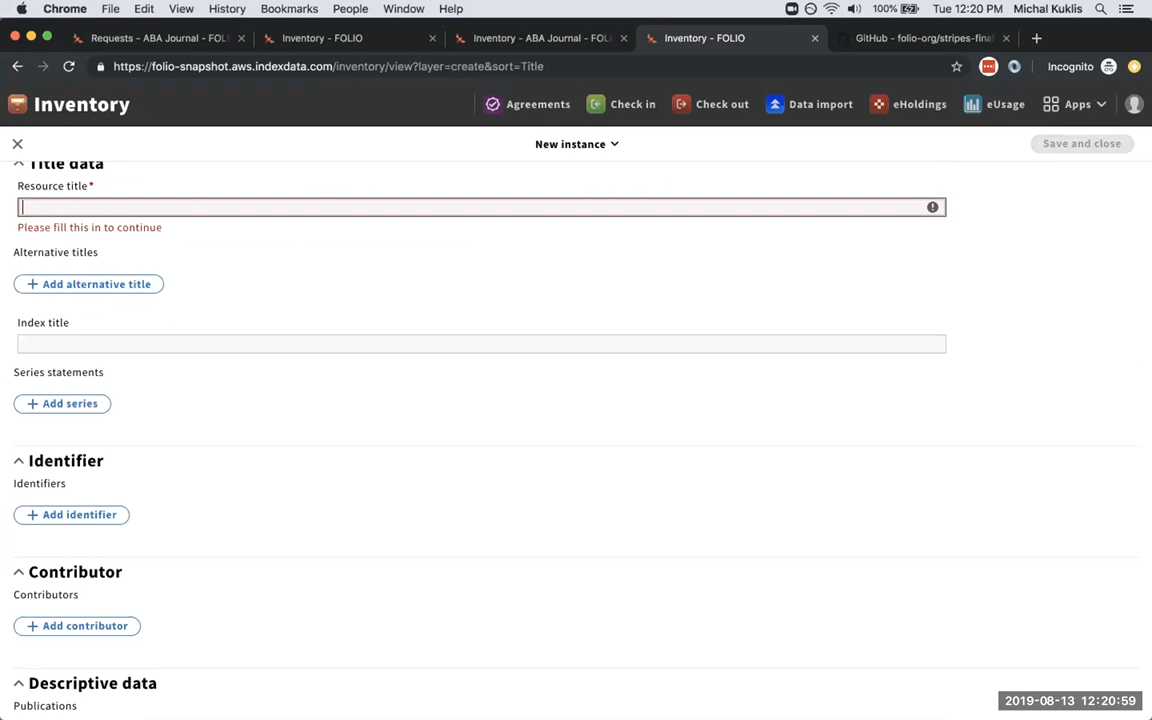 Chrome File Edit View History Bookmarks People Window Help 100% Tue 12:20 PM Michal Kuklis
Requests - ABA Journal - FOLI Inventory - FOLIO Inventory - ABA Journal - FOL Inventory - FOLIO GitHub - folio-org/stripes-final
https://folio-snapshot.aws.indexdata.com/inventory/view?layer=create&sort=Title Incognito
Inventory Agreements Check in Check out Data import eHoldings eUsage Apps
New instance Save and close
Title data
Resource title*
Please fill this in to continue
Alternative titles
+ Add alternative title
Index title
Series statements
+ Add series
Identifier
Identifiers
+ Add identifier
Contributor
Contributors
+ Add contributor
Descriptive data
Publications
2019-08-13 12:20:59